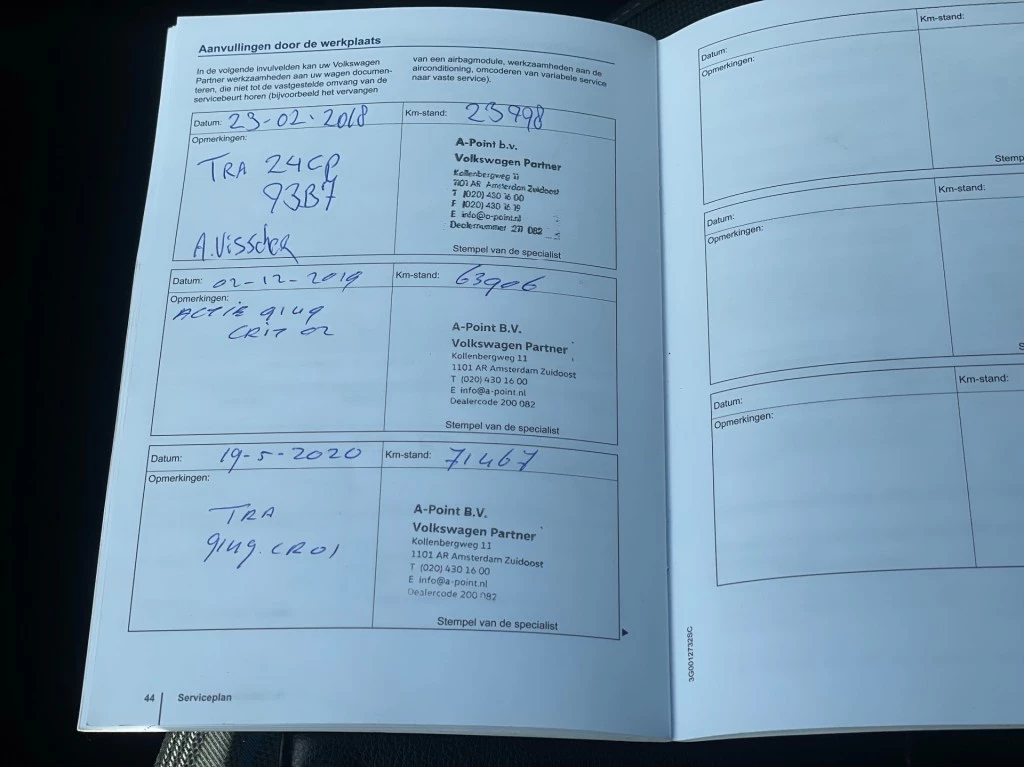 Aanvullingen door de werkplaats
In de volgende invulvelden kan uw Volkswagen
Partner werkzaamheden aan uw wagen documen-
teren, die niet tot de vastgestelde omvang van de
servicebeurt horen (bijvoorbeeld het vervangen
van een airbagmodule, werkzaamheden aan de
airconditioning, omcoderen van variabele service
naar vaste service).
Datum: 23-02-2018
Km-stand: 23998
Opmerkingen:
TRA 24CP
93B7
A.Visscher
A-Point b.v.
Volkswagen Partner
Kollenbergweg 11
1101 AR Amsterdam Zuidoost
T (020) 430 16 00
F (020) 430 16 19
E info@a-point.nl
Dealernummer 211 082
Stempel van de specialist
Datum: 02-12-2019
Km-stand: 63906
Opmerkingen:
ACTIE 9149
CRIT 02
A-Point B.V.
Volkswagen Partner
Kollenbergweg 11
1101 AR Amsterdam Zuidoost
T (020) 430 16 00
E info@a-point.nl
Dealercode 200 082
Stempel van de specialist
Datum: 19-5-2020
Km-stand: 71467
Opmerkingen:
TRA
9149.CR01
A-Point B.V.
Volkswagen Partner
Kollenbergweg 11
1101 AR Amsterdam Zuidoost
T (020) 430 16 00
E info@a-point.nl
Dealercode 200 082
Stempel van de specialist
44 Serviceplan
Datum:
Km-stand:
Opmerkingen:
Stemp
Datum:
Km-stand:
Opmerkingen:
S
Datum:
Km-stand:
Opmerkingen:
3G0012732SC